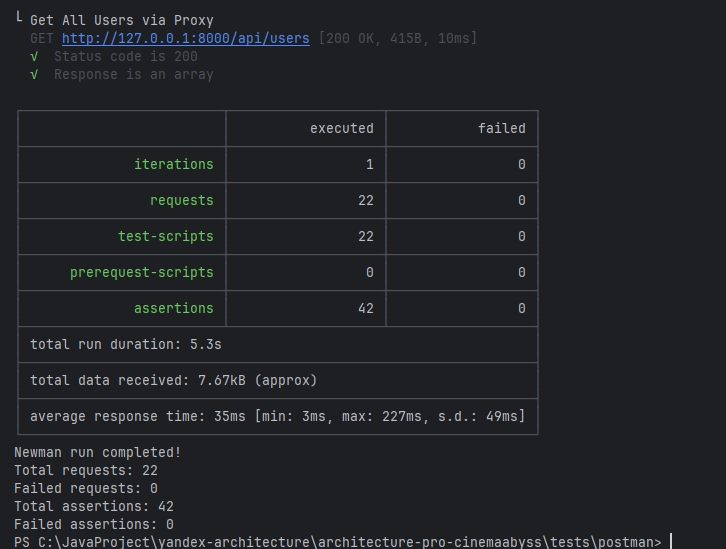 └ Get All Users via Proxy
GET http://127.0.0.1:8000/api/users [200 OK, 415B, 10ms]
√ Status code is 200
√ Response is an array
executed failed
iterations 1 0
requests 22 0
test-scripts 22 0
prerequest-scripts 0 0
assertions 42 0
total run duration: 5.3s
total data received: 7.67kB (approx)
average response time: 35ms [min: 3ms, max: 227ms, s.d.: 49ms]
Newman run completed!
Total requests: 22
Failed requests: 0
Total assertions: 42
Failed assertions: 0
PS C:\JavaProject\yandex-architecture\architecture-pro-cinemaabyss\tests\postman>